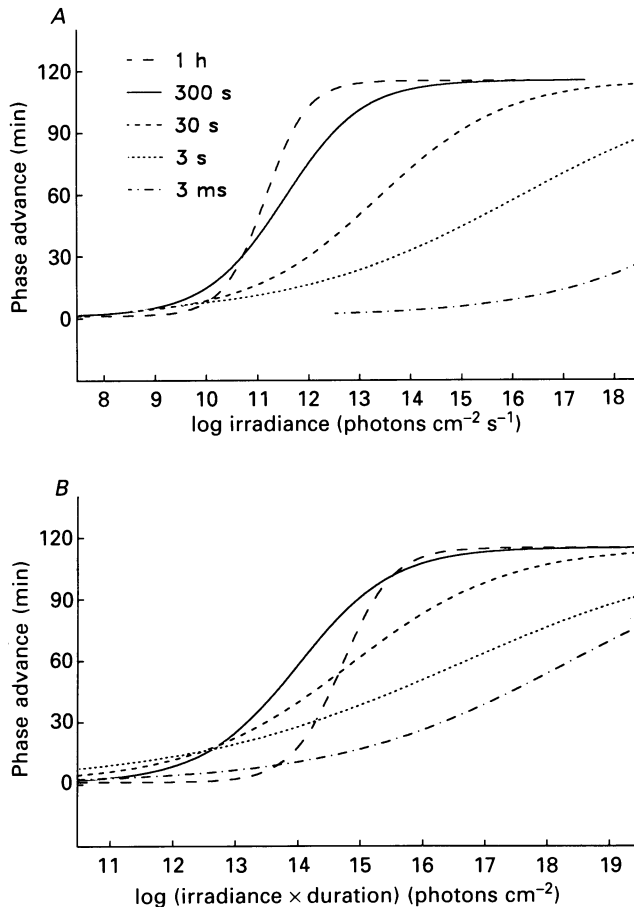 A
Phase advance (min)
120
90
60
30
0
1 h
300 s
30 s
3 s
3 ms
8 9 10 11 12 13 14 15 16 17 18
log irradiance (photons cm⁻² s⁻¹)
B
Phase advance (min)
120
90
60
30
0
11 12 13 14 15 16 17 18 19
log (irradiance × duration) (photons cm⁻²)